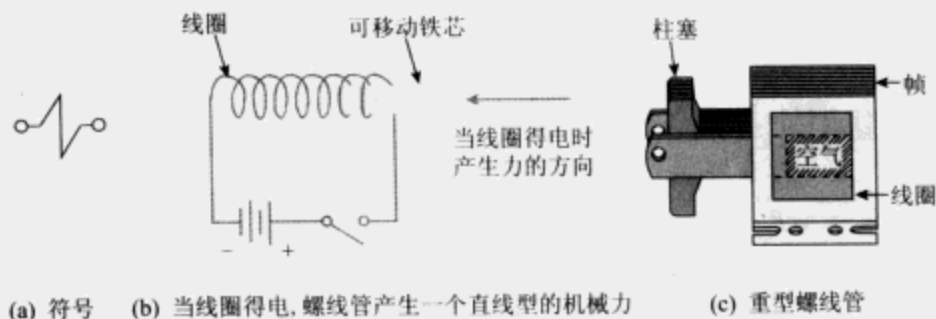 线圈
可移动铁芯
柱塞
帧
当线圈得电时
产生力的方向
空气
线圈
- +
(a) 符号
(b) 当线圈得电, 螺线管产生一个直线型的机械力
(c) 重型螺线管